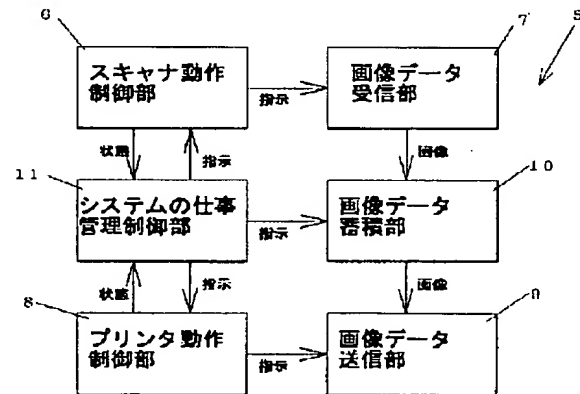 6
7
5
スキャナ動作
制御部
指示
画像データ
受信部
状態
指示
画像
11
10
システムの仕事
管理制御部
指示
画像データ
蓄積部
状態
指示
画像
8
9
プリンタ動作
制御部
指示
画像データ
送信部